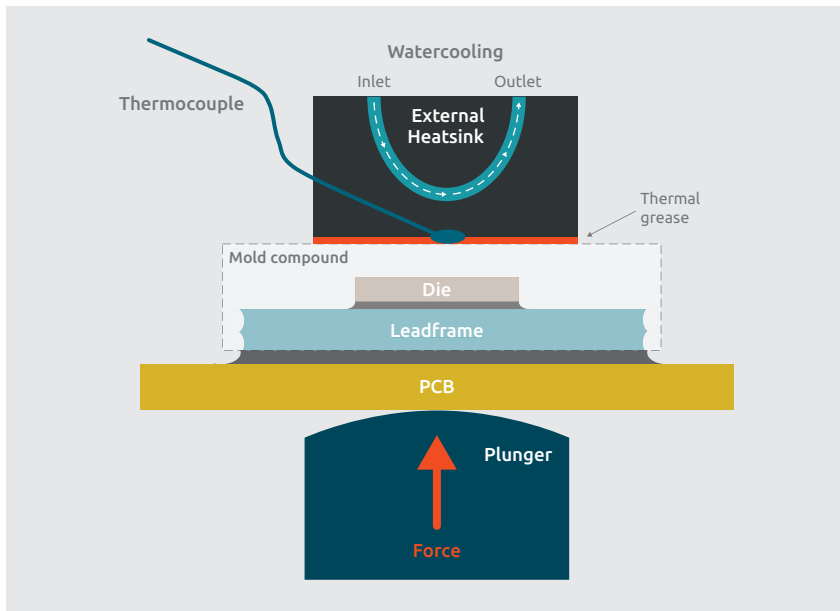 Watercooling
Inlet
Outlet
Thermocouple
External
Heatsink
Thermal
grease
Mold compound
Die
Leadframe
PCB
Plunger
Force